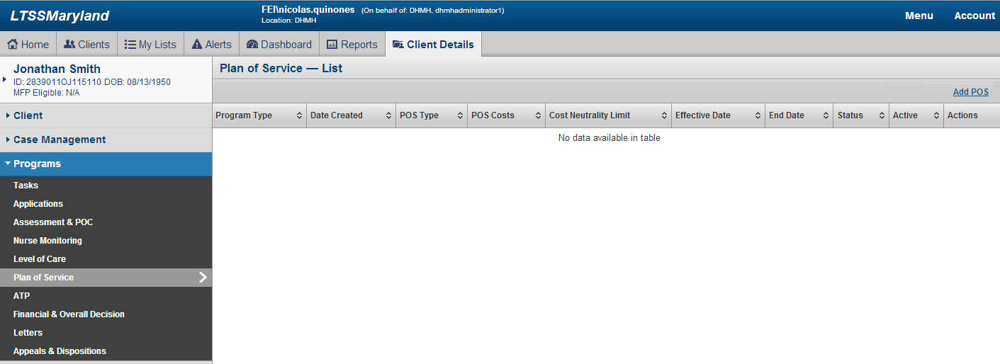 LTSSMaryland
FEI\nicolas.quinones (On behalf of: DHMH, dhmhadministrator1)
Location: DHMH
Menu Account
Home Clients My Lists Alerts Dashboard Reports Client Details
Jonathan Smith
ID: 2839011OJ115110 DOB: 08/13/1950
MFP Eligible: N/A
Client
Case Management
Programs
Tasks
Applications
Assessment & POC
Nurse Monitoring
Level of Care
Plan of Service
ATP
Financial & Overall Decision
Letters
Appeals & Dispositions
Plan of Service — List
Add POS
Program Type Date Created POS Type POS Costs Cost Neutrality Limit Effective Date End Date Status Active Actions
No data available in table